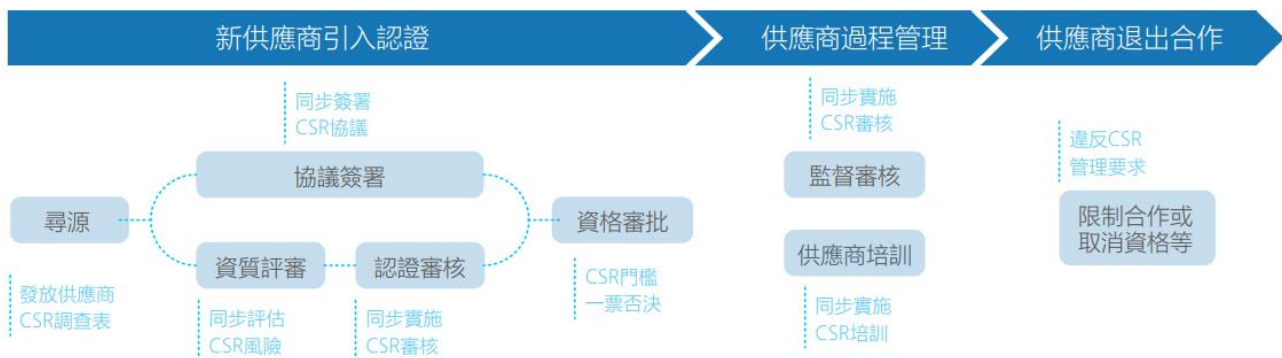 新供應商引入認證
供應商過程管理
供應商退出合作
同步簽署
CSR協議
協議簽署
尋源
發放供應商
CSR調查表
資質評審
同步評估
CSR風險
認證審核
同步實施
CSR審核
資格審批
CSR門檻
一票否決
同步實施
CSR審核
監督審核
供應商培訓
同步實施
CSR培訓
違反CSR
管理要求
限制合作或
取消資格等